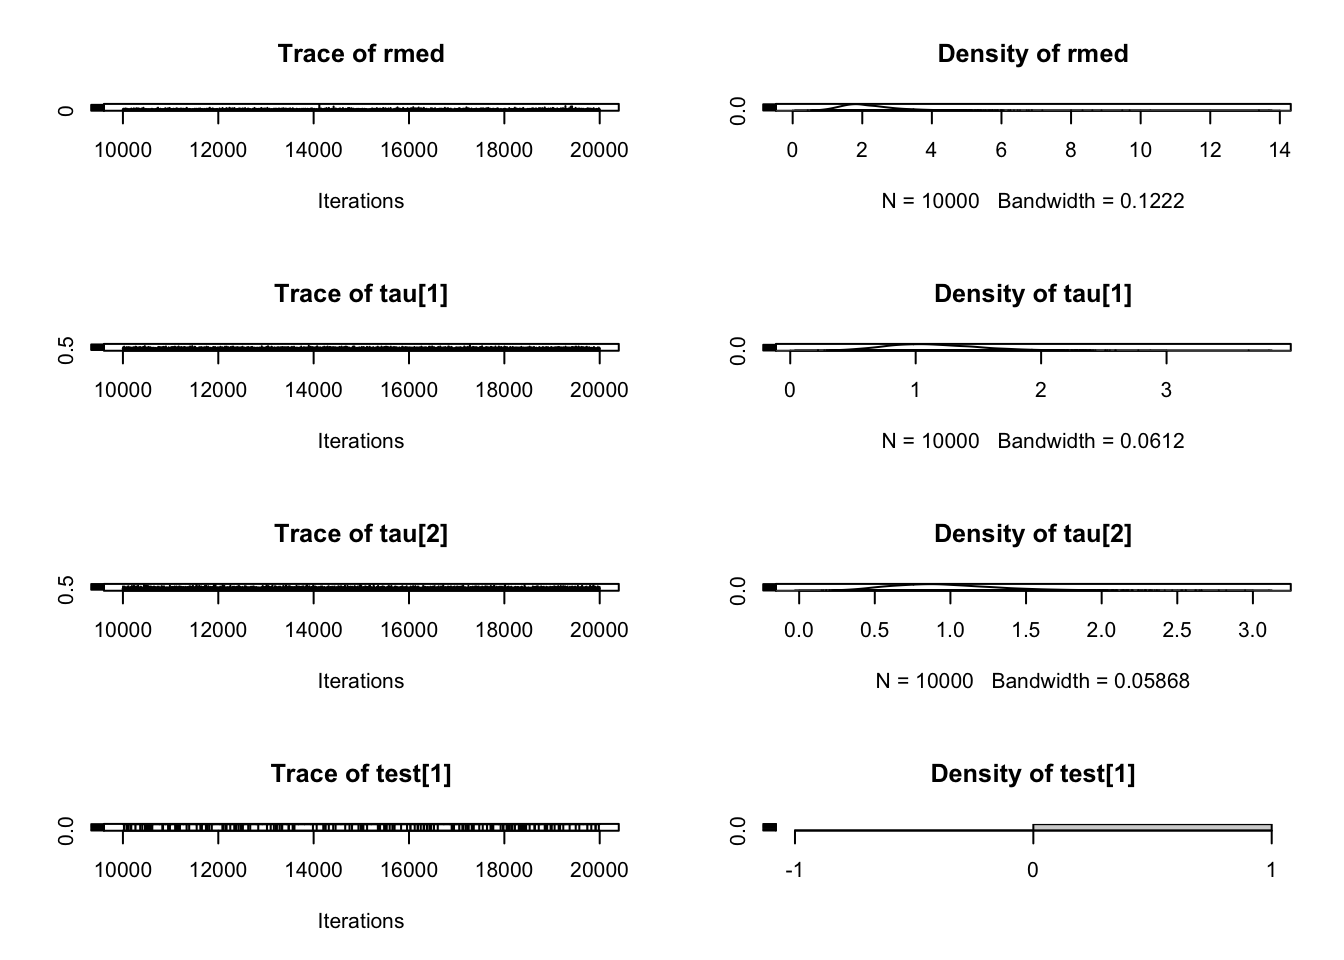 Trace of rmed
0
10000 12000 14000 16000 18000 20000
Iterations
Density of rmed
0.0
0 2 4 6 8 10 12 14
N = 10000 Bandwidth = 0.1222
Trace of tau[1]
0.5
10000 12000 14000 16000 18000 20000
Iterations
Density of tau[1]
0.0
0 1 2 3
N = 10000 Bandwidth = 0.0612
Trace of tau[2]
0.5
10000 12000 14000 16000 18000 20000
Iterations
Density of tau[2]
0.0
0.0 0.5 1.0 1.5 2.0 2.5 3.0
N = 10000 Bandwidth = 0.05868
Trace of test[1]
0.0
10000 12000 14000 16000 18000 20000
Iterations
Density of test[1]
0.0
-1 0 1